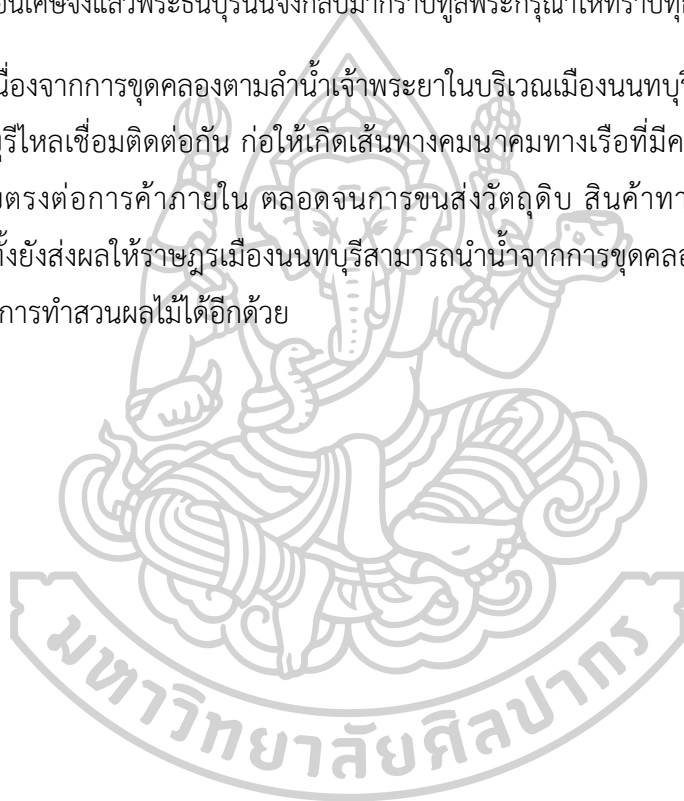 อนเศษจึงแล้วพระธนบุรีนั้นจึงกลับมากราบทูลพระกรุณาให้ทราบทุก
นื่องจากการขุดคลองตามลำน้ำเจ้าพระยาในบริเวณเมืองนนทบุรี
ุรีไหลเชื่อมติดต่อกัน ก่อให้เกิดเส้นทางคมนาคมทางเรือที่มีค
ยตรงต่อการค้าภายใน ตลอดจนการขนส่งวัตถุดิบ สินค้าทา
ทั้งยังส่งผลให้ราษฎรเมืองนนทบุรีสามารถนำน้ำจากการขุดคลอ
การทำสวนผลไม้ได้อีกด้วย
มหาวิทยาลัยศิลปากร